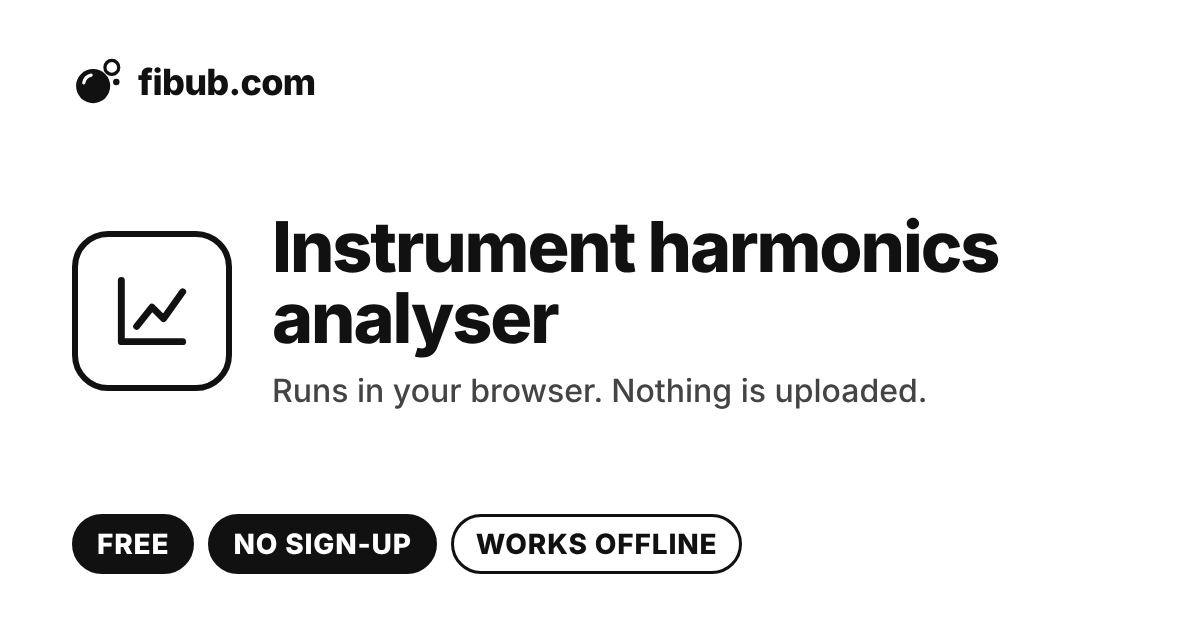 fibub.com
Instrument harmonics
analyser
Runs in your browser. Nothing is uploaded.
FREE
NO SIGN-UP
WORKS OFFLINE